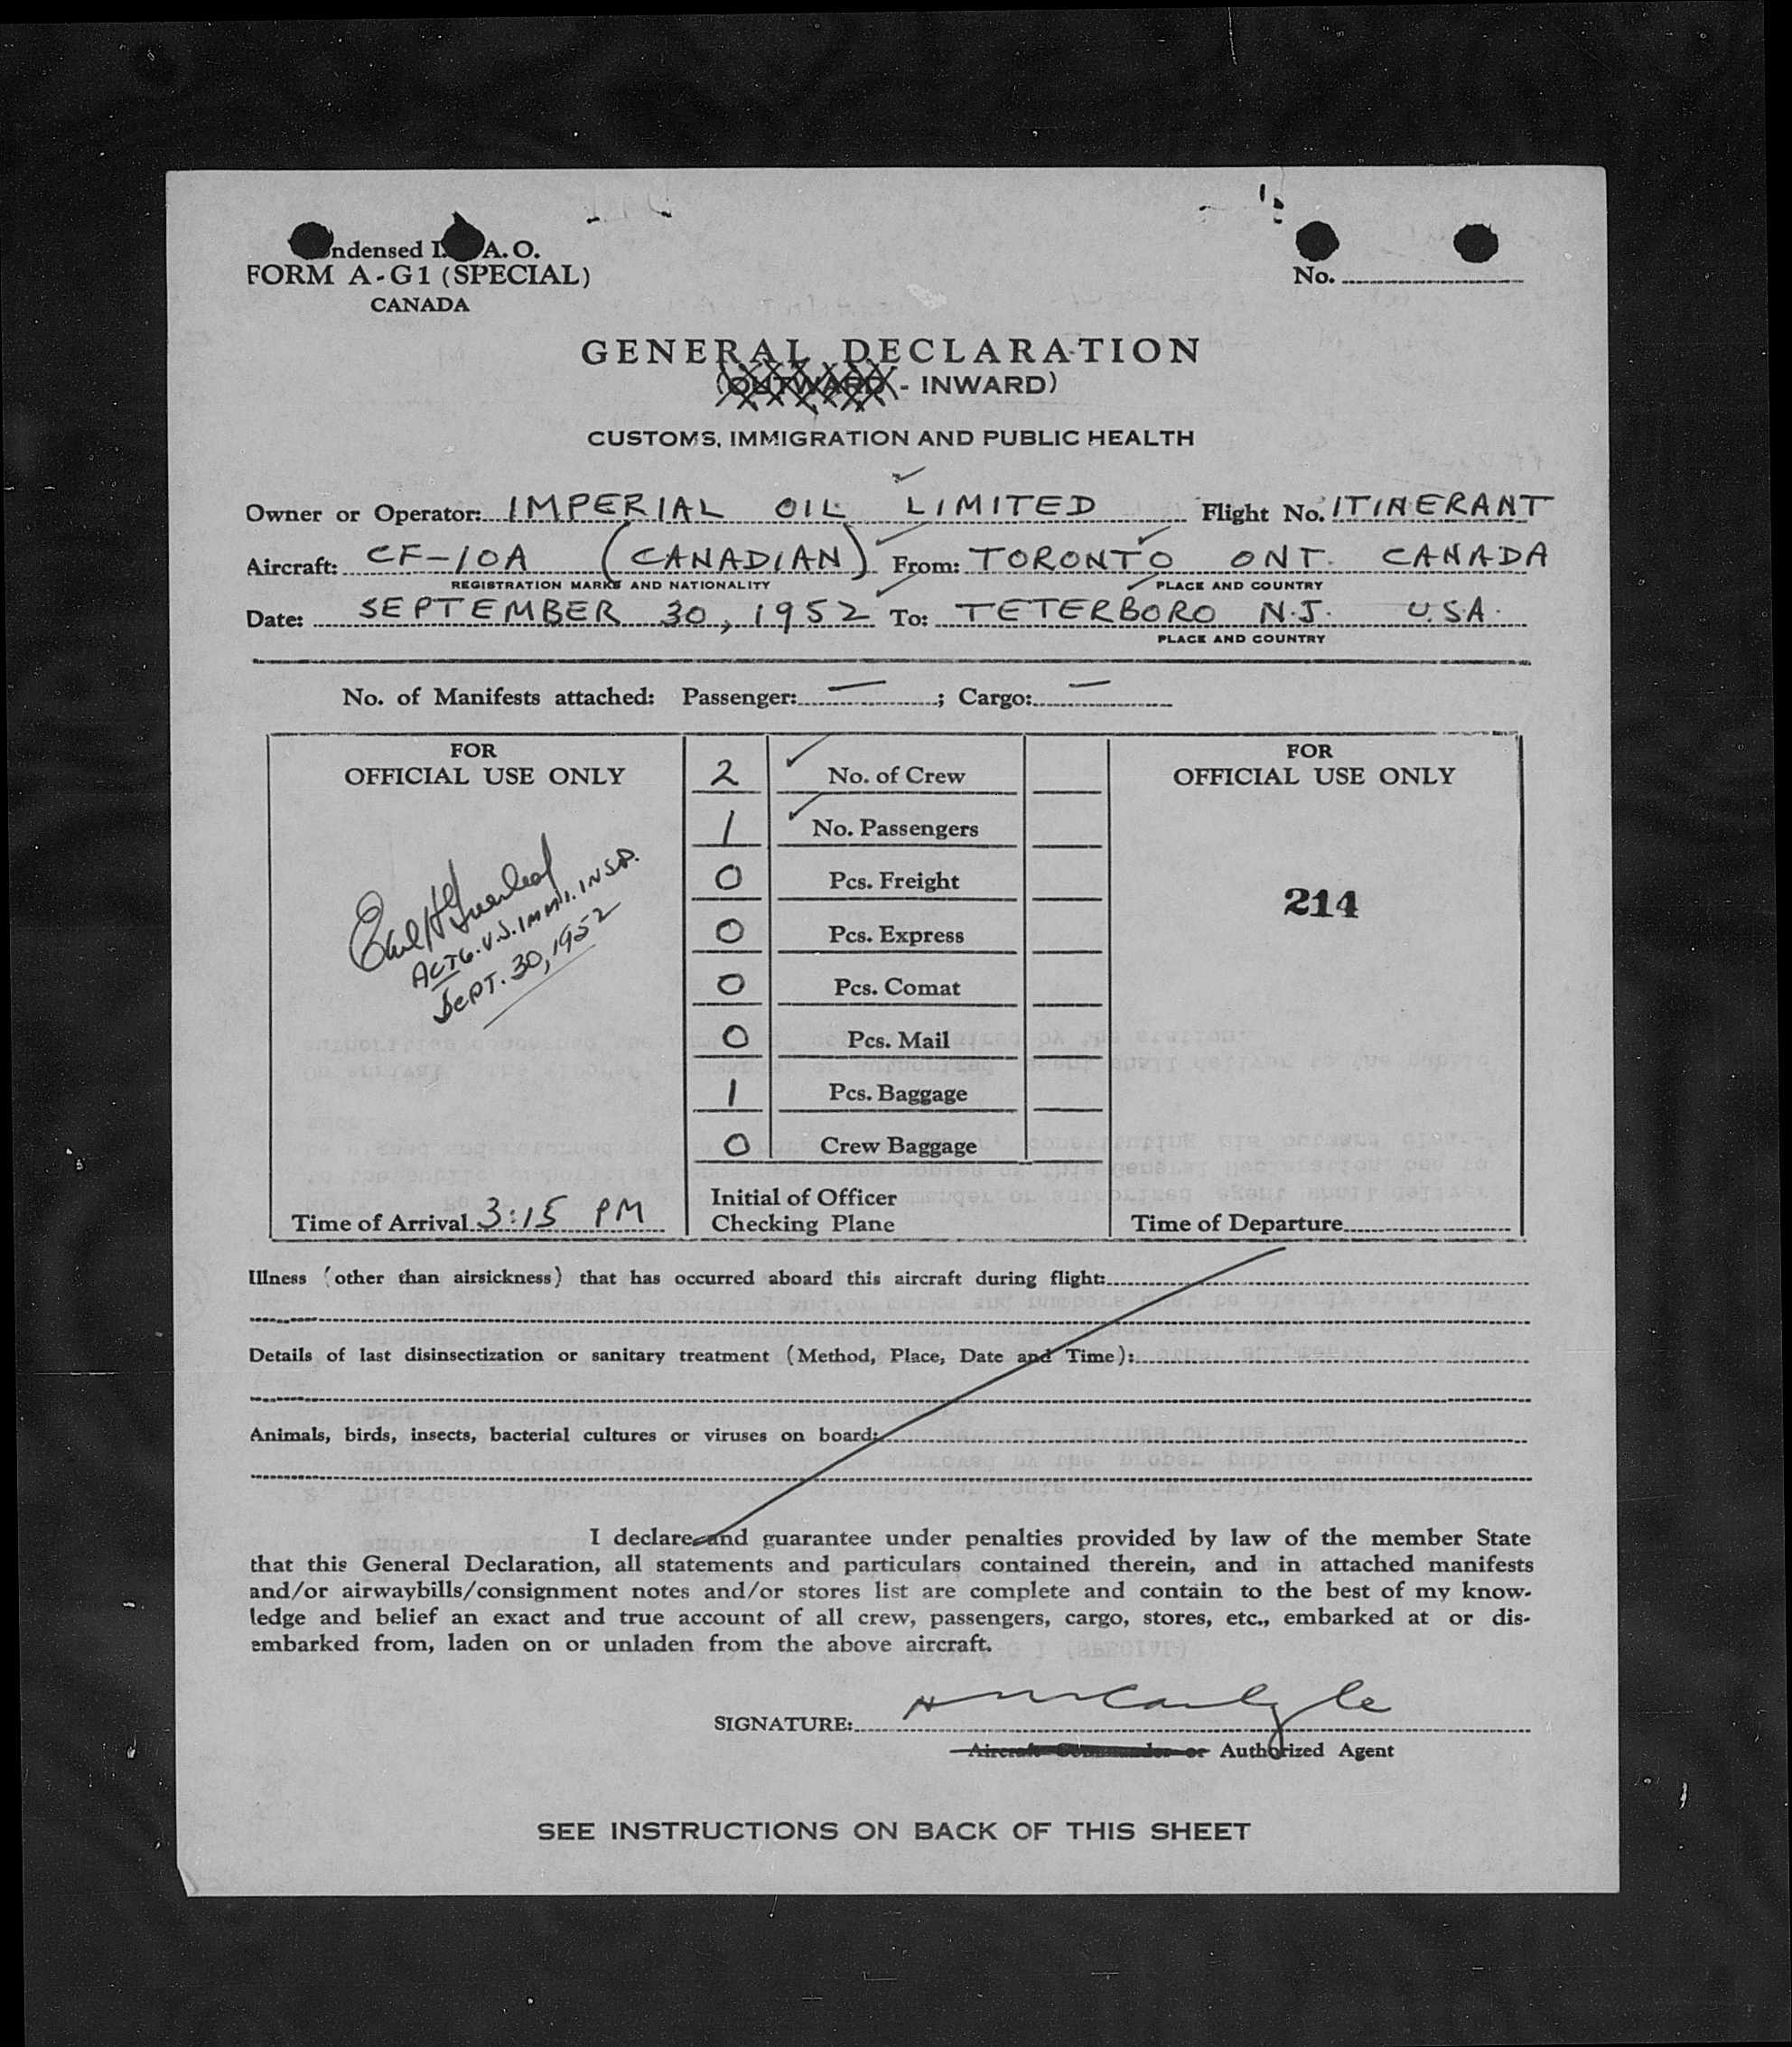 ndensed I. A. O.
FORM A-G1 (SPECIAL)
CANADA
No.
GENERAL DECLARATION
(OUTWARD - INWARD)
CUSTOMS, IMMIGRATION AND PUBLIC HEALTH
Owner or Operator: IMPERIAL OIL LIMITED Flight No. ITINERANT
Aircraft: CF-IOA (CANADIAN) From: TORONTO ONT. CANADA
REGISTRATION MARKS AND NATIONALITY PLACE AND COUNTRY
Date: SEPTEMBER 30, 1952 To: TETERBORO N.J. U.S.A.
PLACE AND COUNTRY
No. of Manifests attached: Passenger: — ; Cargo: —
FOR
OFFICIAL USE ONLY
Earl H Greenleaf
ACTG. U.S. IMMI. INSP.
SEPT. 30, 1952
Time of Arrival 3:15 PM
2 No. of Crew
1 No. Passengers
0 Pcs. Freight
0 Pcs. Express
0 Pcs. Comat
0 Pcs. Mail
1 Pcs. Baggage
0 Crew Baggage
Initial of Officer
Checking Plane
FOR
OFFICIAL USE ONLY
214
Time of Departure
Illness (other than airsickness) that has occurred aboard this aircraft during flight:
Details of last disinsectization or sanitary treatment (Method, Place, Date and Time):
Animals, birds, insects, bacterial cultures or viruses on board:
I declare and guarantee under penalties provided by law of the member State
that this General Declaration, all statements and particulars contained therein, and in attached manifests
and/or airwaybills/consignment notes and/or stores list are complete and contain to the best of my know-
ledge and belief an exact and true account of all crew, passengers, cargo, stores, etc., embarked at or dis-
embarked from, laden on or unladen from the above aircraft.
SIGNATURE: H M Carlyle
Aircraft Commander or Authorized Agent
SEE INSTRUCTIONS ON BACK OF THIS SHEET